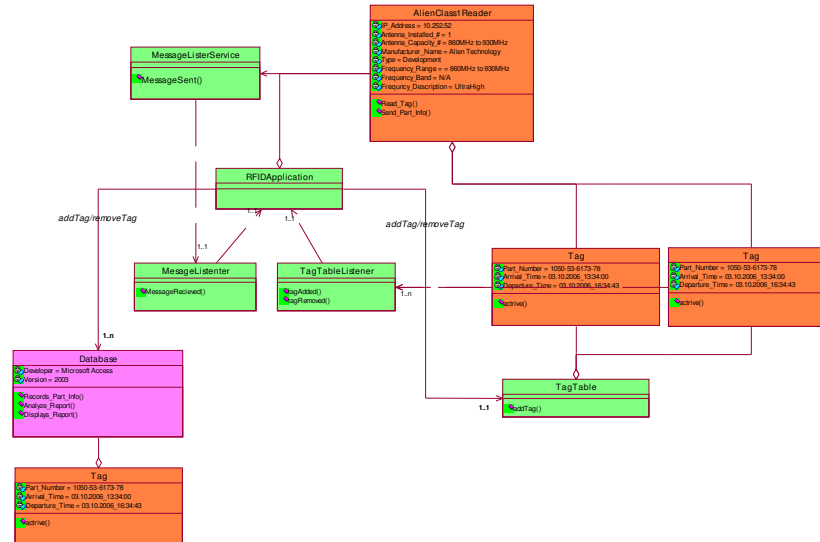 AlienClass1Reader
IP_Address = 10.252.52
Antenna_Installed_# = 1
Antenna_Capacity_# = 860MHz to 930MHz
Manufacturer_Name = Alien Technology
Type = Development
Frequency_Range = = 860MHz to 930MHz
Frequency_Band = N/A
Frequncy_Description = UltraHigh
Read_Tag()
Send_Part_Info()
MessageListerService
MessageSent()
RFIDApplication
addTag/removeTag
1..1
1..1
addTag/removeTag
1..1
MesageListenter
MessageRecieved()
TagTableListener
tagAdded()
tagRemoved()
1..n
Tag
Part_Number = 1050-53-6173-78
Arrival_Time = 03.10.2006_13:34:00
Departure_Time = 03.10.2006_16:34:43
actrive()
Tag
Part_Number = 1050-53-6173-78
Arrival_Time = 03.10.2006_13:34:00
Departure_Time = 03.10.2006_16:34:43
actrive()
1..n
Database
Developer = Microsoft Access
Version = 2003
Records_Part_Info()
Analyze_Report()
Displays_Report()
TagTable
addTag()
1..1
Tag
Part_Number = 1050-53-6173-78
Arrival_Time = 03.10.2006_13:34:00
Departure_Time = 03.10.2006_16:34:43
actrive()